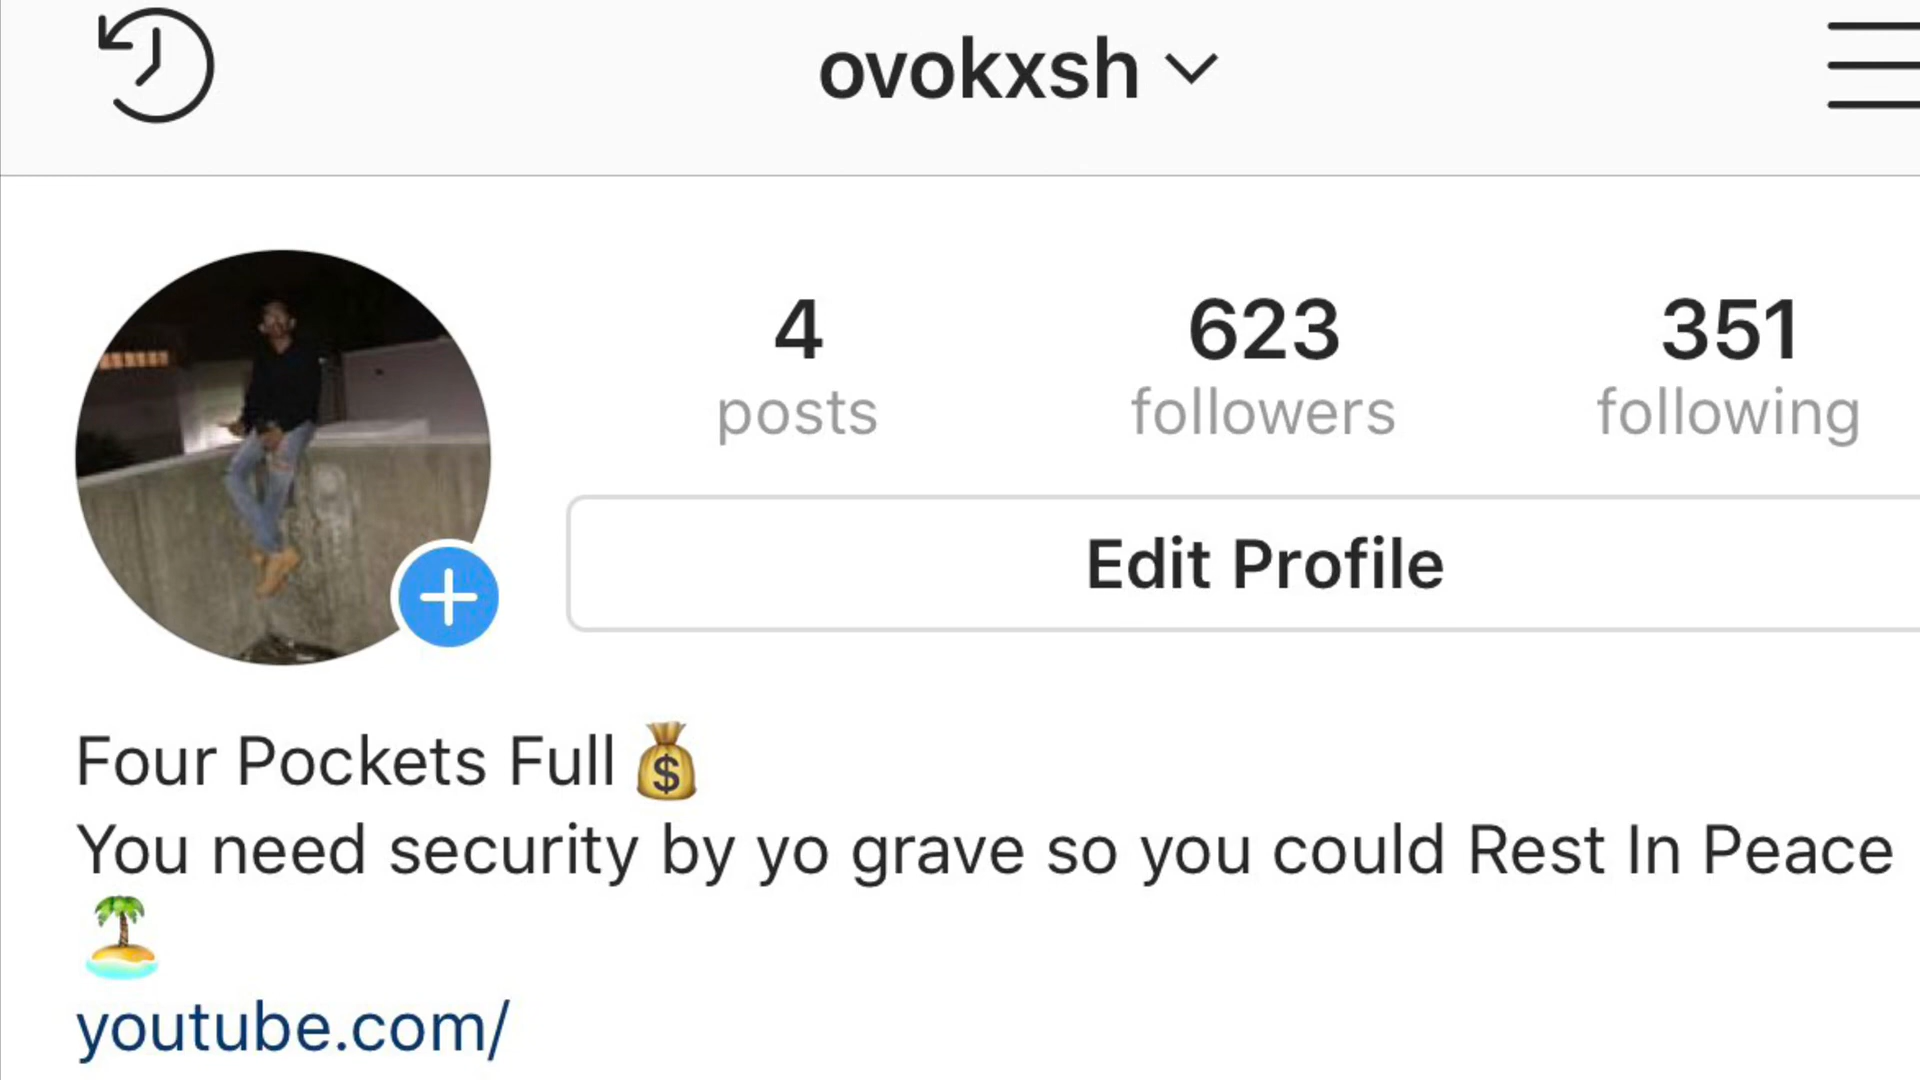 ovokxsh
4
623
351
posts
followers
following
Edit Profile
Four Pockets Full💰
You need security by yo grave so you could Rest In Peace
🏝
youtube.com/